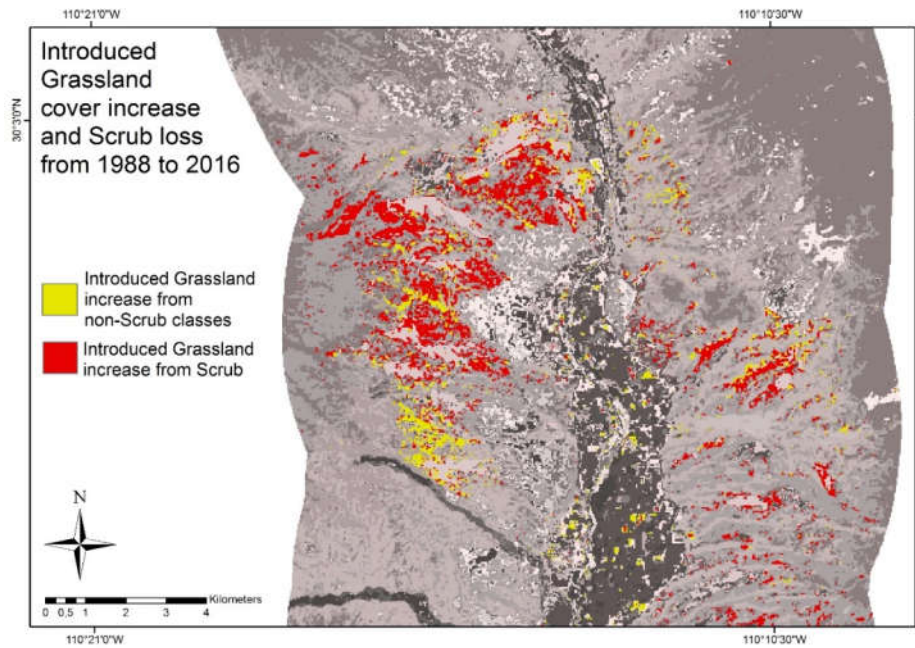 110°21'0"W 110°10'30"W
Introduced
Grassland
cover increase
and Scrub loss
from 1988 to 2016
30°3'0"N
Introduced Grassland
increase from
non-Scrub classes
Introduced Grassland
increase from Scrub
N
Kilometers
0 0,5 1 2 3 4
110°21'0"W 110°10'30"W